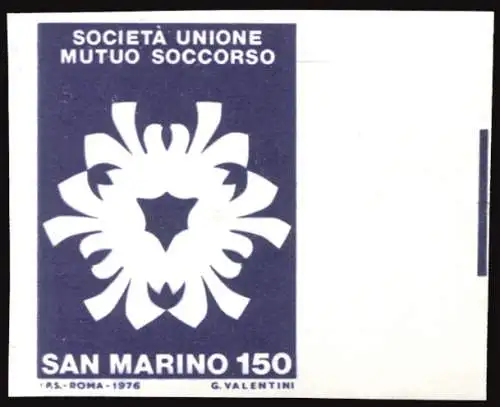 SOCIETÀ UNIONE
MUTUO SOCCORSO
SAN MARINO 150
I.P.S.-ROMA-1976 G. VALENTINI